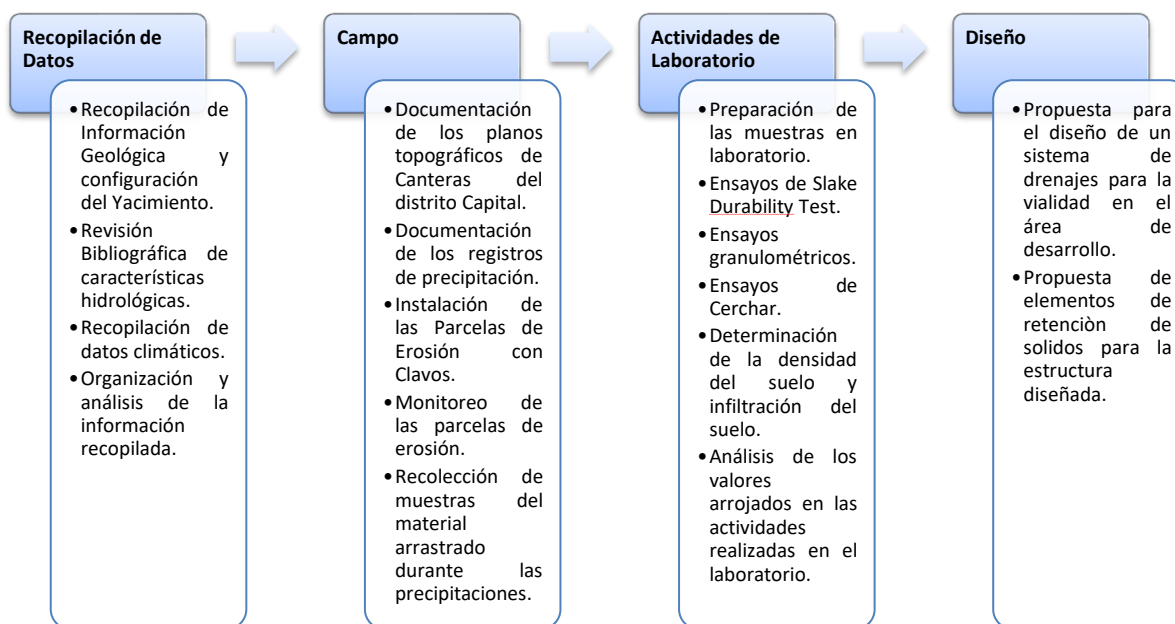 Recopilación de
Datos
•Recopilación de
Información
Geológica y
configuración
del Yacimiento.
•Revisión
Bibliográfica de
características
hidrológicas.
•Recopilación de
datos climáticos.
•Organización y
análisis de la
información
recopilada.
Campo
•Documentación
de los planos
topográficos de
Canteras del
distrito Capital.
•Documentación
de los registros
de precipitación.
•Instalación de
las Parcelas de
Erosión con
Clavos.
•Monitoreo de
las parcelas de
erosión.
•Recolección de
muestras del
material
arrastrado
durante las
precipitaciones.
Actividades de
Laboratorio
•Preparación de
las muestras en
laboratorio.
•Ensayos de Slake
Durability Test.
•Ensayos
granulométricos.
•Ensayos de
Cerchar.
•Determinación
de la densidad
del suelo y
infiltración del
suelo.
•Análisis de los
valores
arrojados en las
actividades
realizadas en el
laboratorio.
Diseño
•Propuesta para
el diseño de un
sistema de
drenajes para la
vialidad en el
área de
desarrollo.
•Propuesta de
elementos de
retenciòn de
solidos para la
estructura
diseñada.